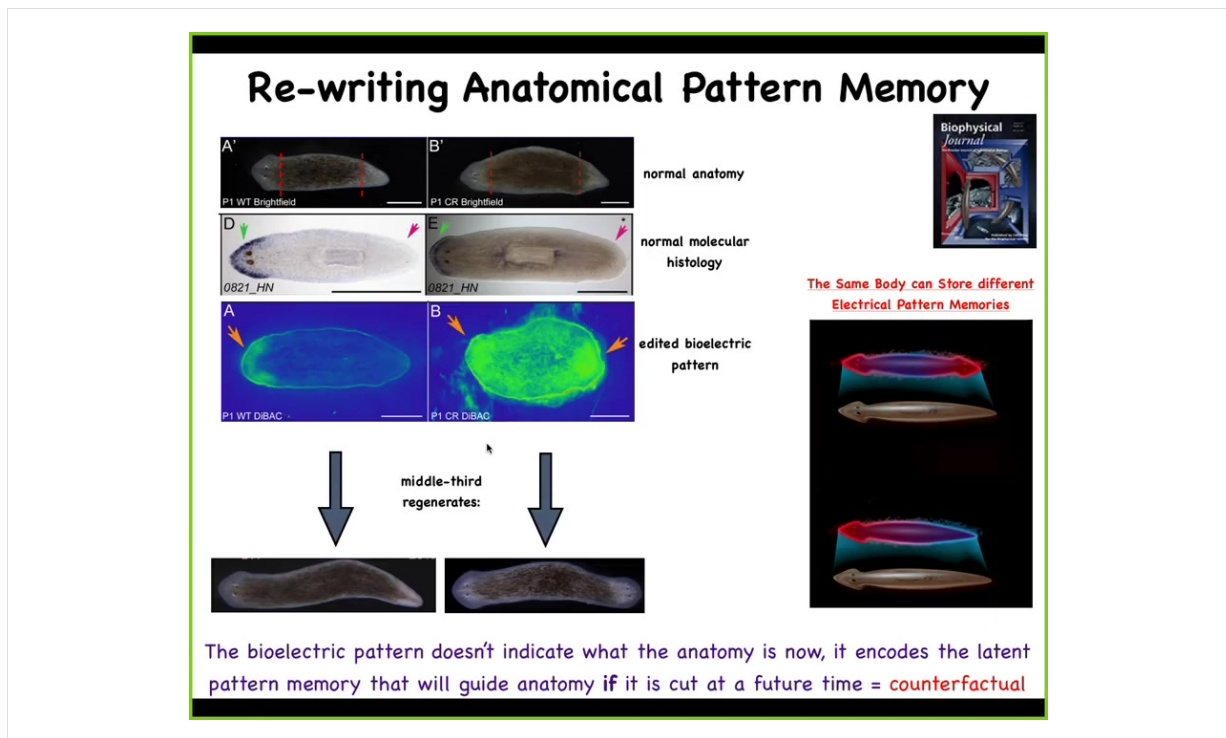 Re-writing Anatomical Pattern Memory
A'
P1 WT Brightfield
B'
P1 CR Brightfield
normal anatomy
Biophysical
Journal
D
0821_HN
E
*
0821_HN
normal molecular
histology
The Same Body can Store different
Electrical Pattern Memories
A
P1 WT DiBAC
B
P1 CR DiBAC
edited bioelectric
pattern
middle-third
regenerates:
The bioelectric pattern doesn't indicate what the anatomy is now, it encodes the latent
pattern memory that will guide anatomy if it is cut at a future time = counterfactual